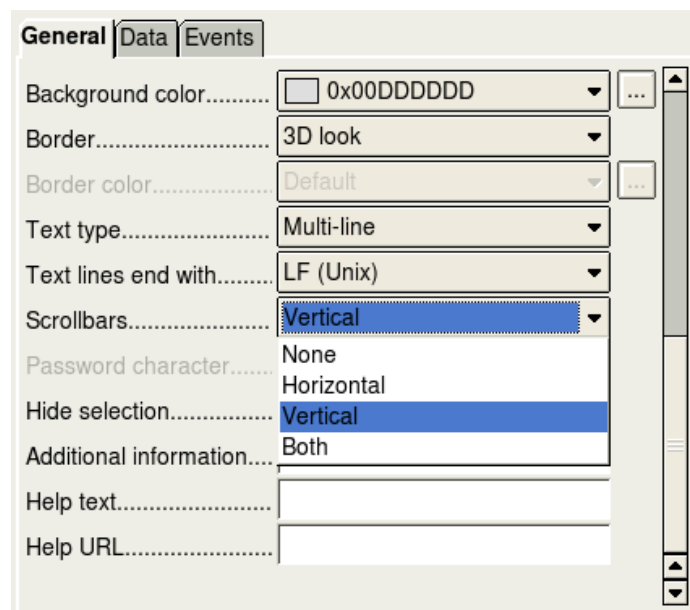 General Data Events
Background color.......... 0x00DDDDDD ...
Border....................... 3D look
Border color................. Default ...
Text type..................... Multi-line
Text lines end with......... LF (Unix)
Scrollbars..................... Vertical
Password character.......
None
Horizontal
Hide selection............... Vertical
Additional information.... Both
Help text.......................
Help URL......................